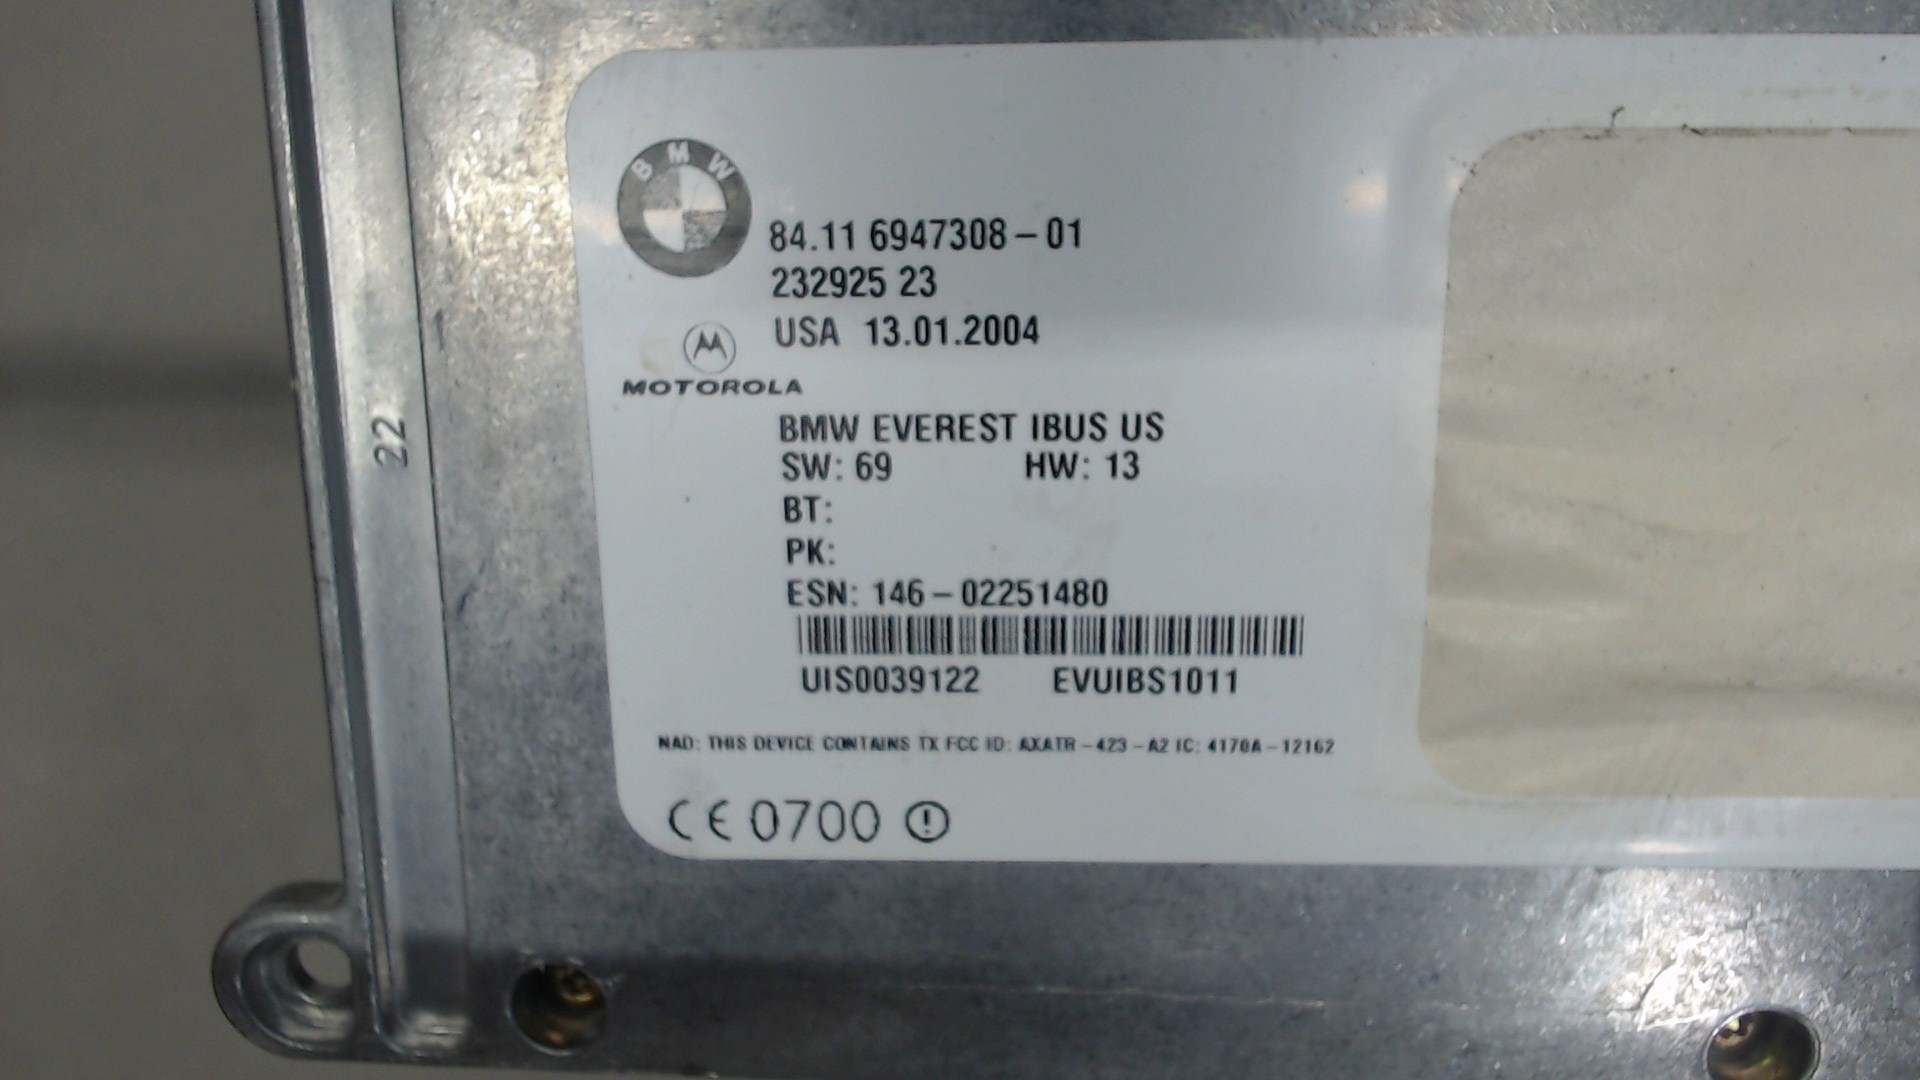 BMW
84.11 6947308-01
232925 23
USA 13.01.2004
MOTOROLA
BMW EVEREST IBUS US
SW: 69 HW: 13
BT:
PK:
ESN: 146-02251480
UIS0039122 EVUIBS1011
NAD: THIS DEVICE CONTAINS TX FCC ID: AXATR-423-A2 IC: 4170A-12162
CE 0700
22